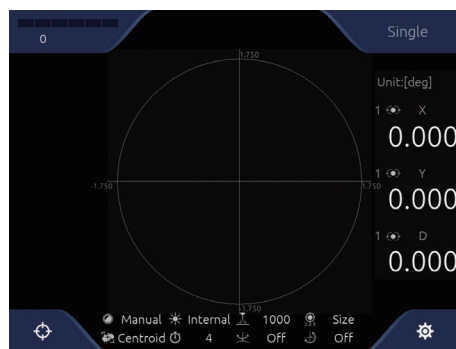 0
Single
1.750
Unit:[deg]
1 X
0.000
-1.750
1.750
1 Y
0.000
1 D
0.000
-1.750
Manual Internal 1000 Size
Centroid 4 Off Off